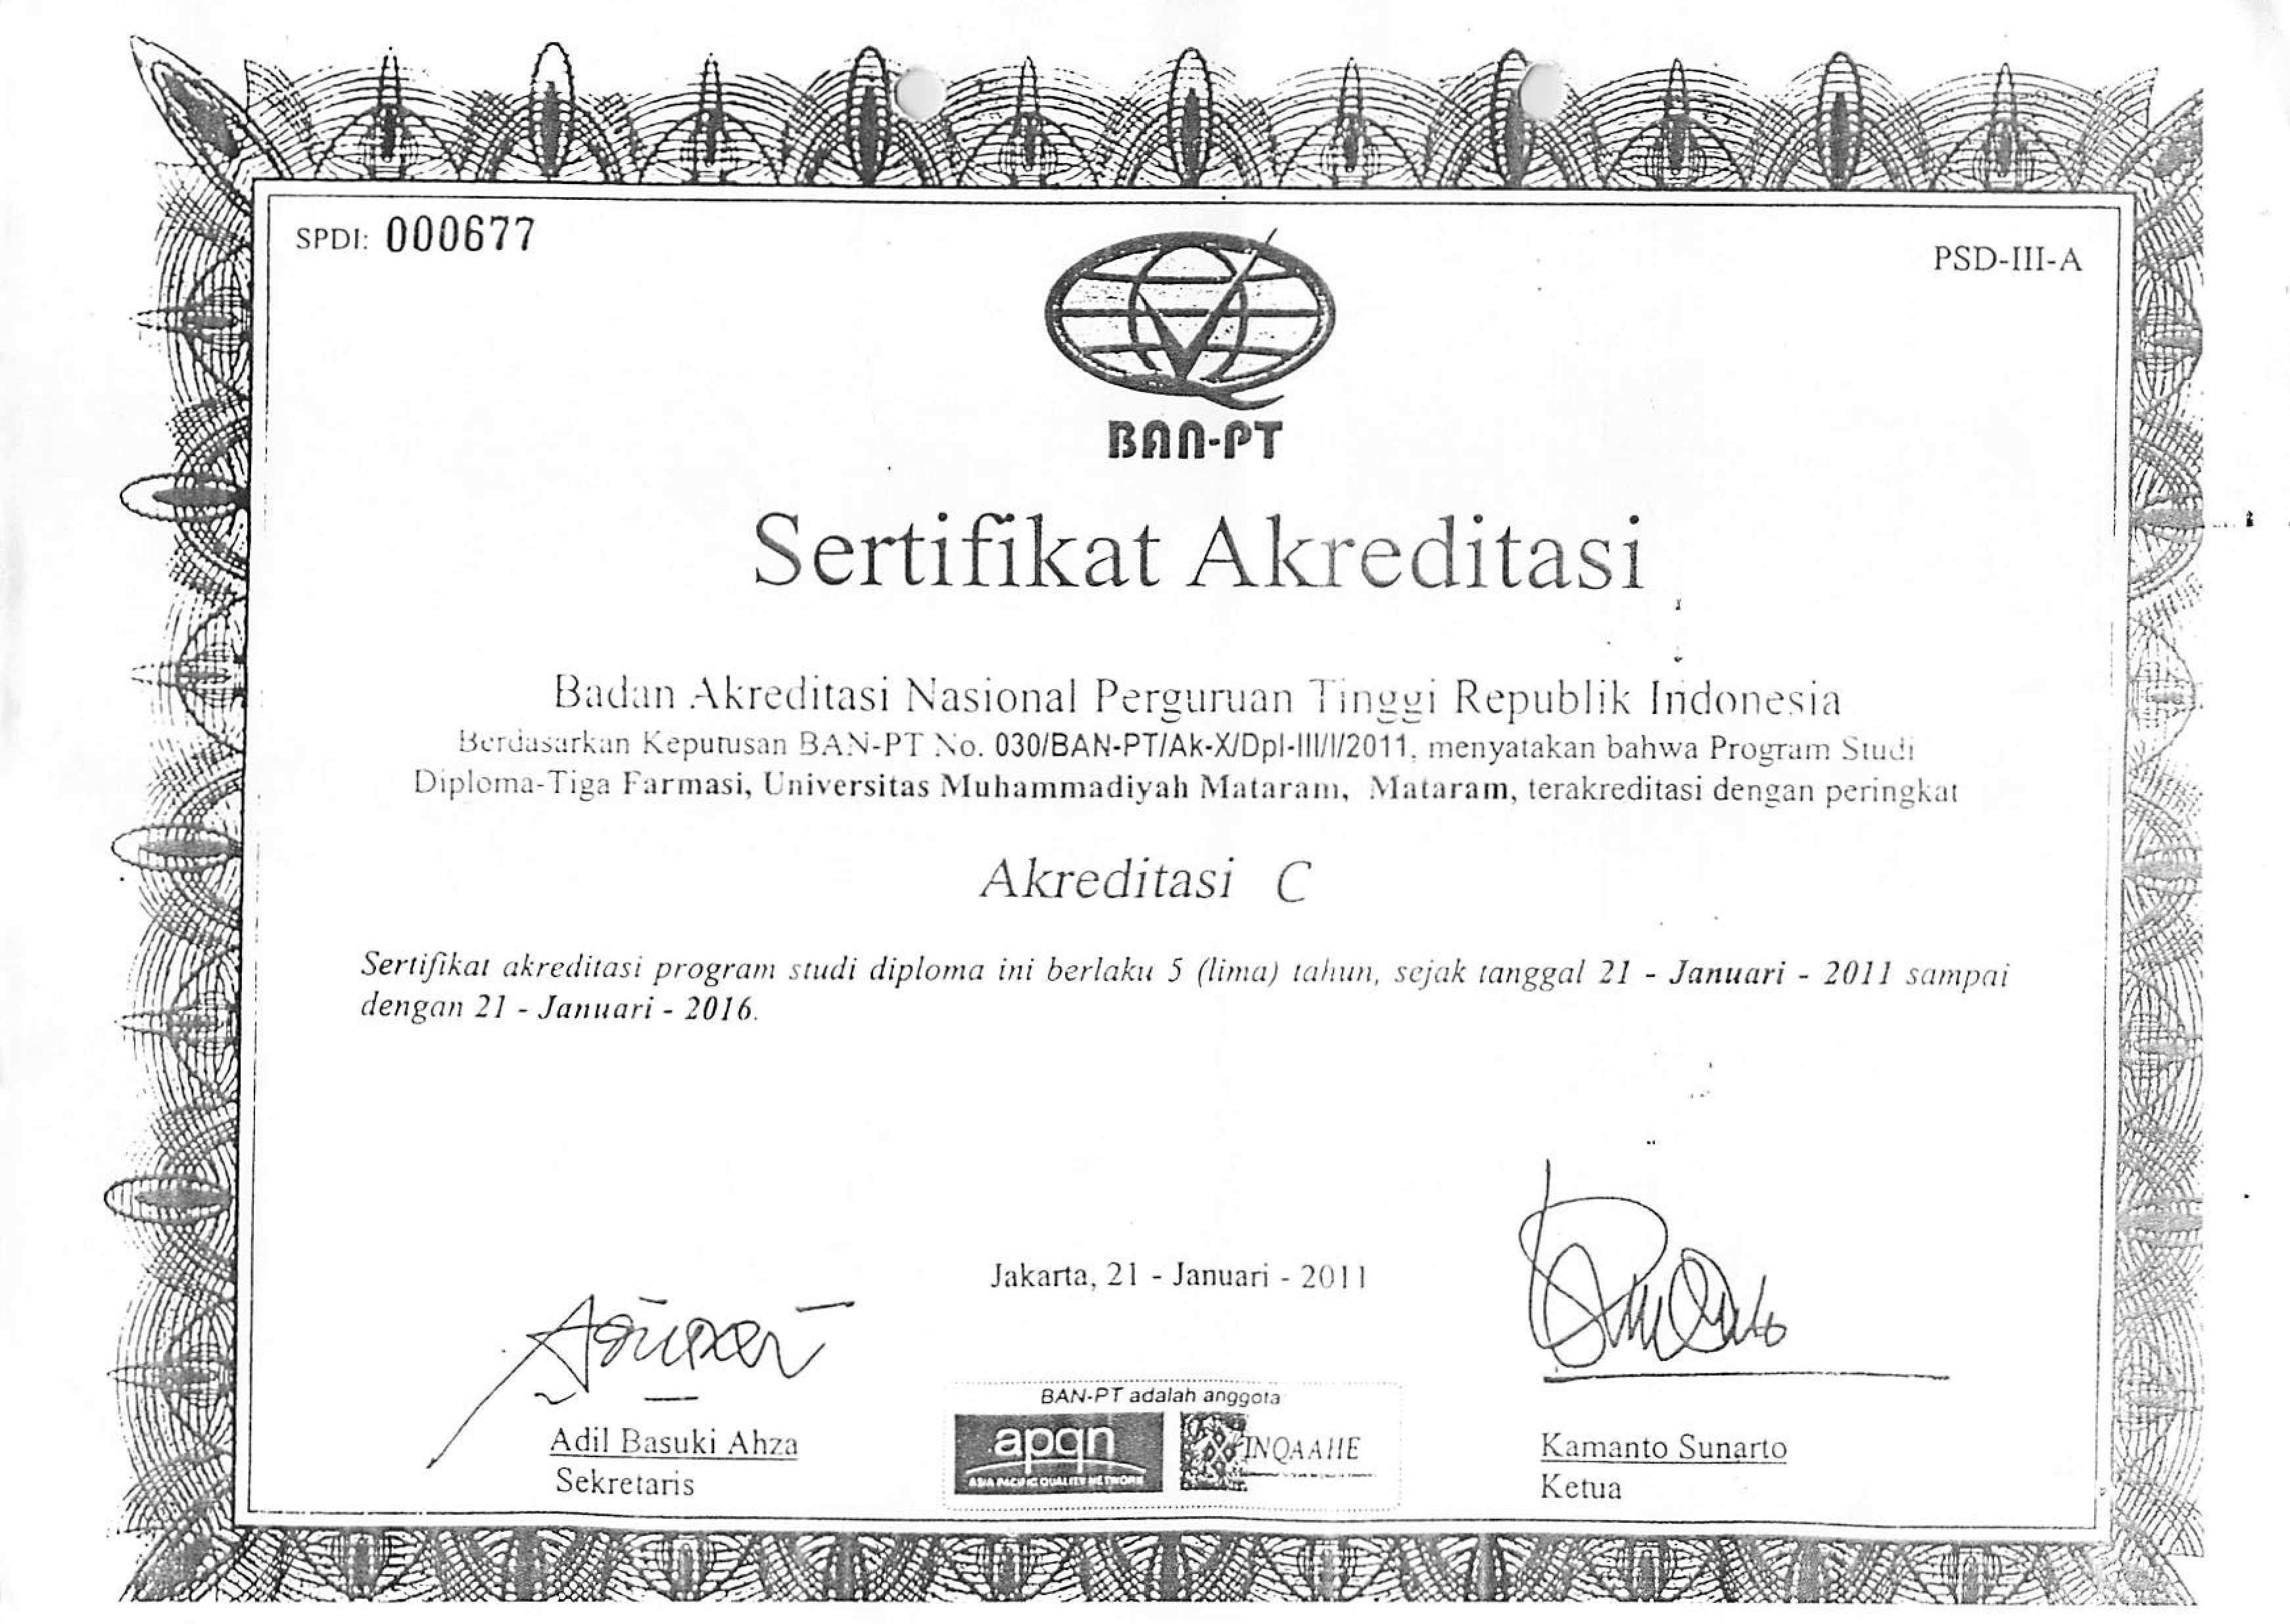 SPDI: 000677
PSD-III-A
BAN-PT
Sertifikat Akreditasi
Badan Akreditasi Nasional Perguruan Tinggi Republik Indonesia
Berdasarkan Keputusan BAN-PT No. 030/BAN-PT/Ak-X/Dpl-III/I/2011, menyatakan bahwa Program Studi
Diploma-Tiga Farmasi, Universitas Muhammadiyah Mataram, Mataram, terakreditasi dengan peringkat
Akreditasi C
Sertifikat akreditasi program studi diploma ini berlaku 5 (lima) tahun, sejak tanggal 21 - Januari - 2011 sampai
dengan 21 - Januari - 2016.
Jakarta, 21 - Januari - 2011
BAN-PT adalah anggota
apqn
ASIA PACIFIC QUALITY NETWORK
INQAAHE
Adil Basuki Ahza
Sekretaris
Kamanto Sunarto
Ketua